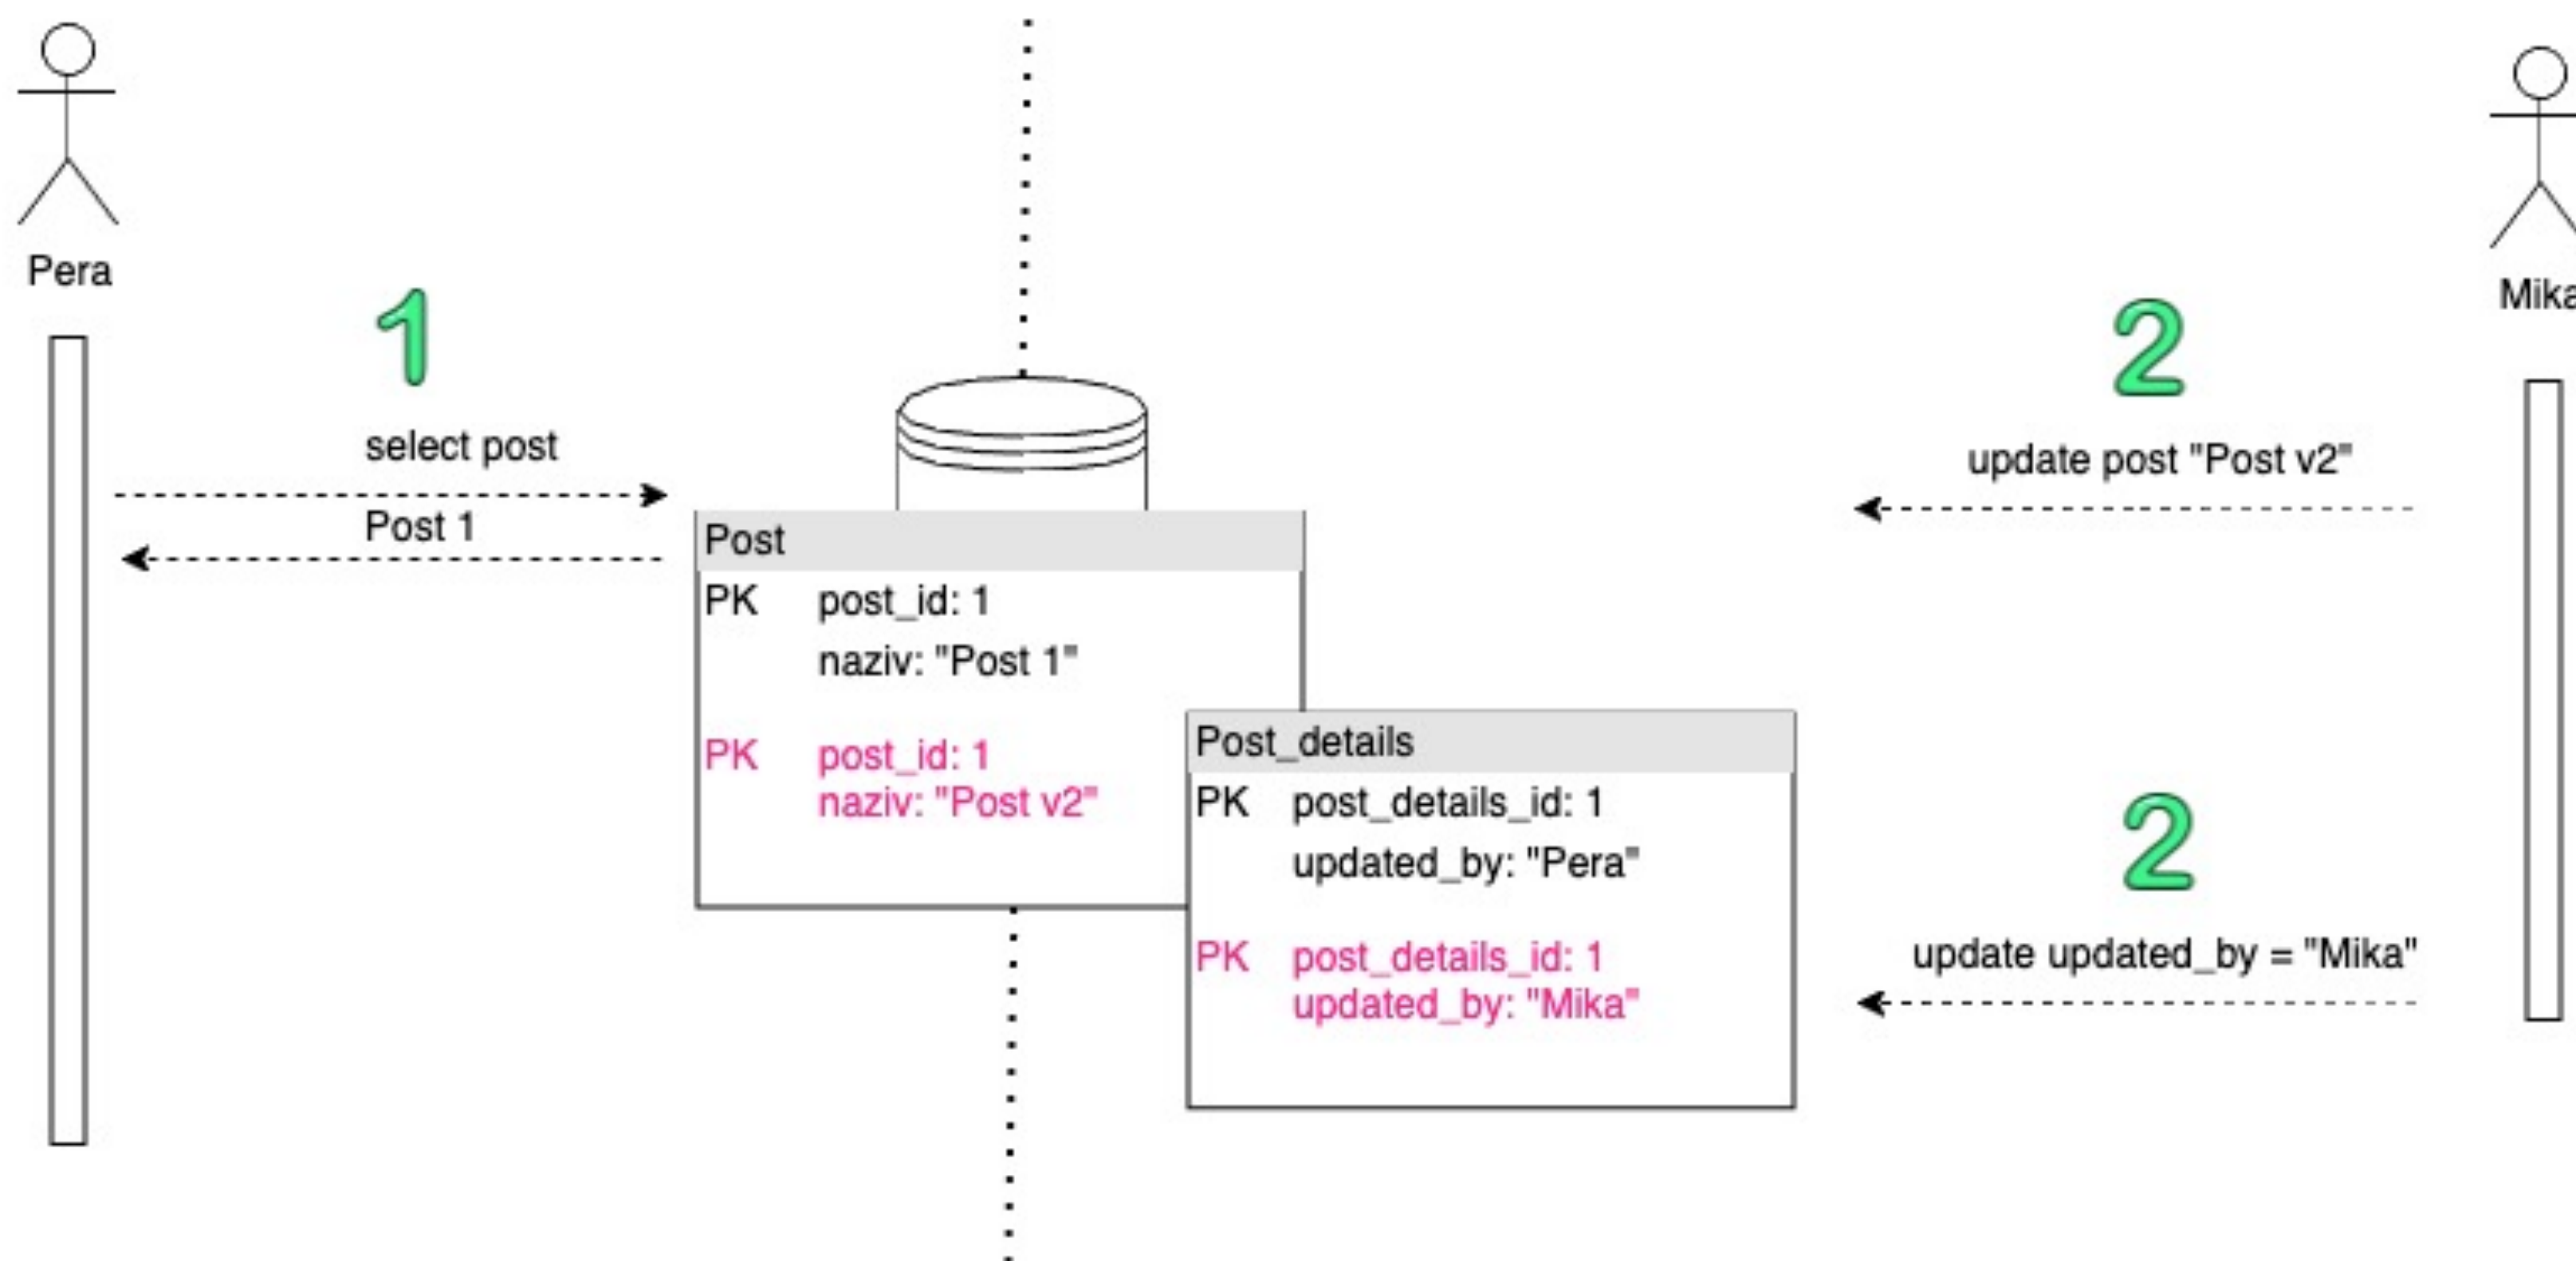 Pera
1
select post
Post 1
Post
PK post_id: 1
naziv: "Post 1"
PK post_id: 1
naziv: "Post v2"
Post_details
PK post_details_id: 1
updated_by: "Pera"
PK post_details_id: 1
updated_by: "Mika"
Mika
2
update post "Post v2"
2
update updated_by = "Mika"